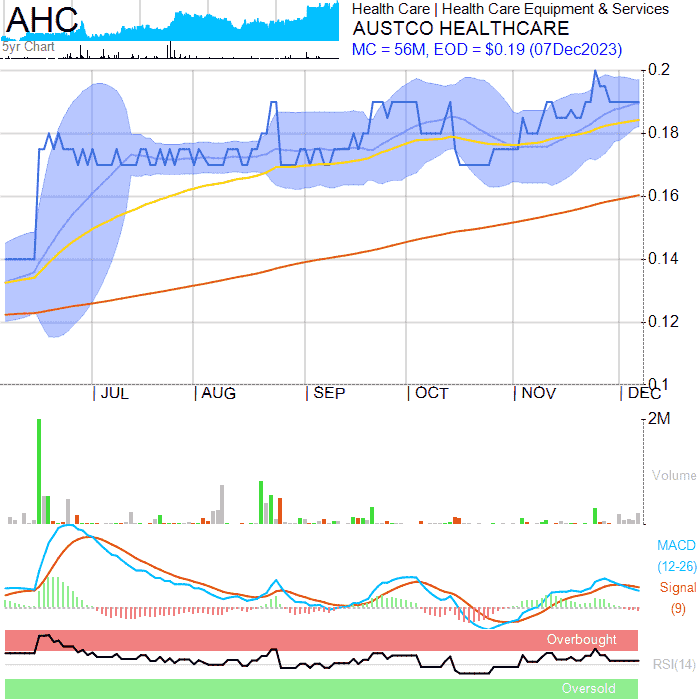 AHC
5yr Chart
Health Care | Health Care Equipment & Services
AUSTCO HEALTHCARE
MC = 56M, EOD = $0.19 (07Dec2023)
0.2
0.18
0.16
0.14
0.12
0.1
JUL AUG SEP OCT NOV DEC
2M
Volume
MACD
(12-26)
Signal
(9)
Overbought
RSI(14)
Oversold